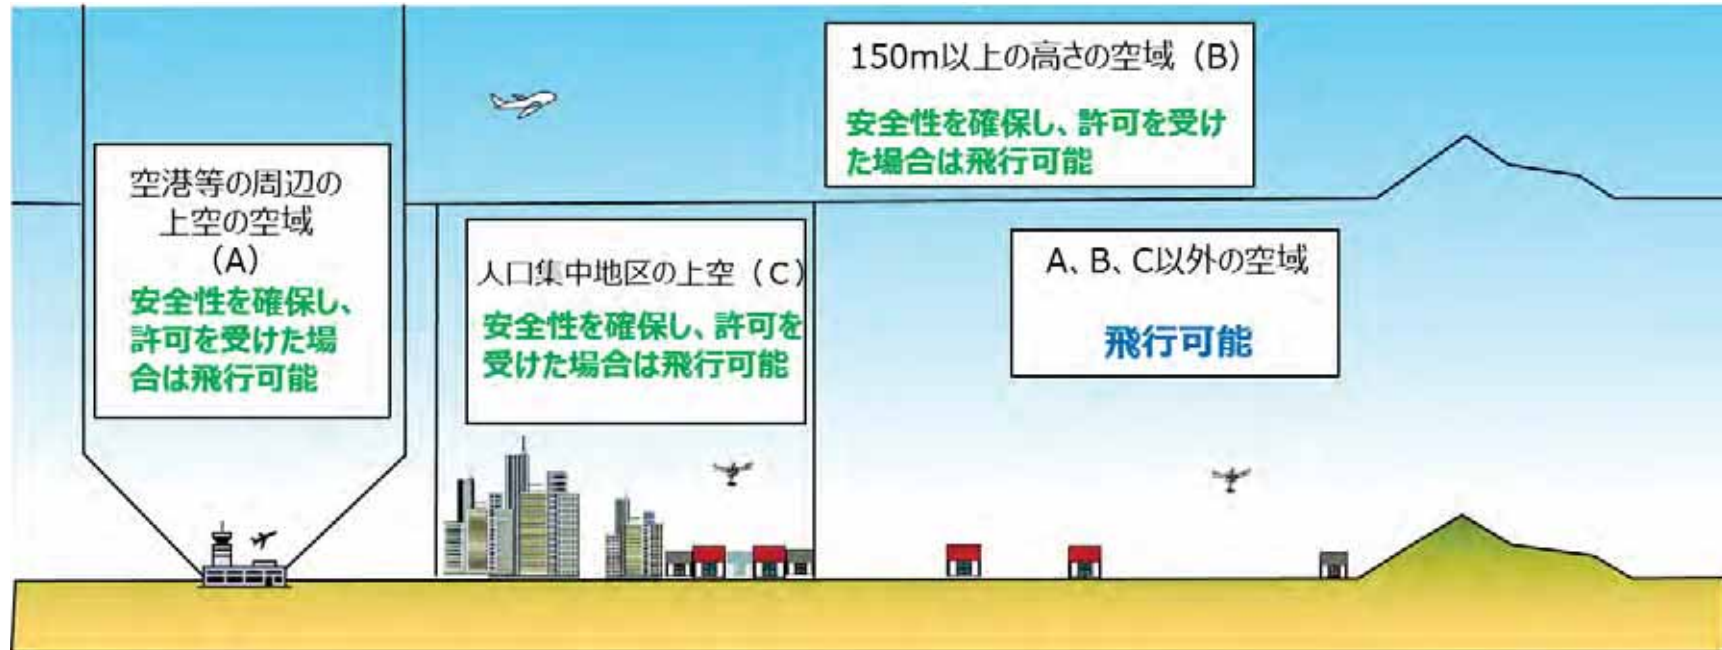 150m以上の高さの空域（B）
安全性を確保し、許可を受け
た場合は飛行可能
空港等の周辺の
上空の空域
（A）
安全性を確保し、
許可を受けた場
合は飛行可能
人口集中地区の上空（C）
安全性を確保し、許可を
受けた場合は飛行可能
A、B、C以外の空域
飛行可能